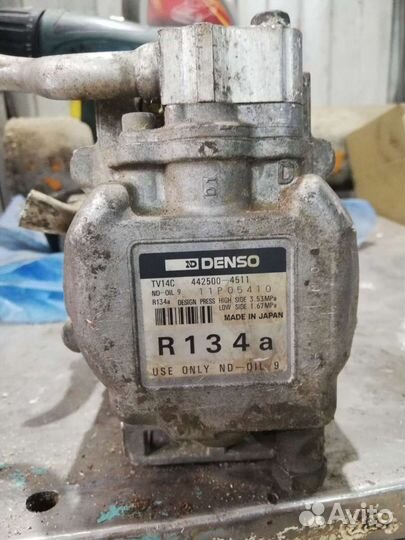 D
ND DENSO
TV14C 442500-4511
ND-OIL 9 11P05410
R134a DESIGN PRESS HIGH SIDE 3.53MPa
LOW SIDE 1.67MPa
MADE IN JAPAN
R134a
USE ONLY ND-OIL 9
Avito